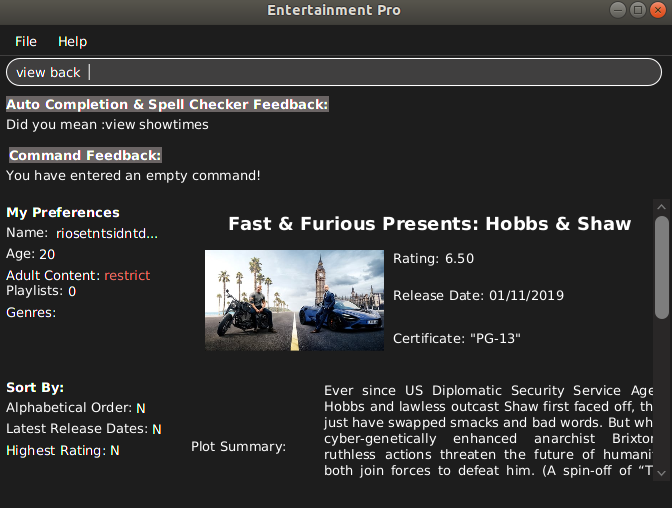 Entertainment Pro
File Help
view back
Auto Completion & Spell Checker Feedback:
Did you mean :view showtimes
Command Feedback:
You have entered an empty command!
My Preferences
Name: riosetntsidntd...
Age: 20
Adult Content: restrict
Playlists: 0
Genres:
Sort By:
Alphabetical Order: N
Latest Release Dates: N
Highest Rating: N
Fast & Furious Presents: Hobbs & Shaw
Rating: 6.50
Release Date: 01/11/2019
Certificate: "PG-13"
Plot Summary:
Ever since US Diplomatic Security Service Age
Hobbs and lawless outcast Shaw first faced off, th
just have swapped smacks and bad words. But wh
cyber-genetically enhanced anarchist Brixton
ruthless actions threaten the future of humanit
both join forces to defeat him. (A spin-off of “T